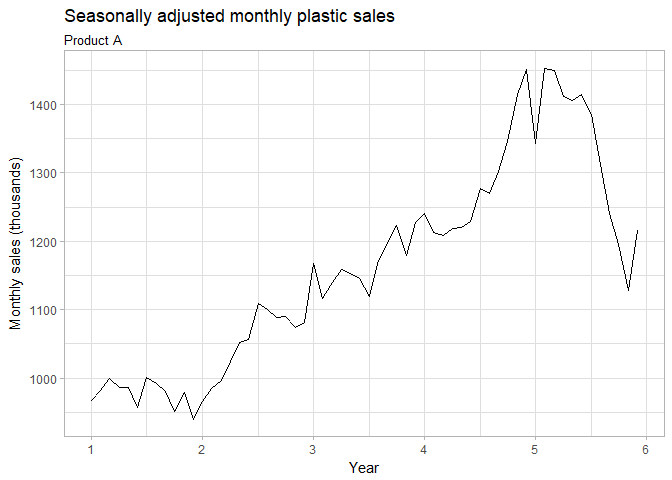 Seasonally adjusted monthly plastic sales
Product A
Monthly sales (thousands)
1400
1300
1200
1100
1000
1 2 3 4 5 6
Year